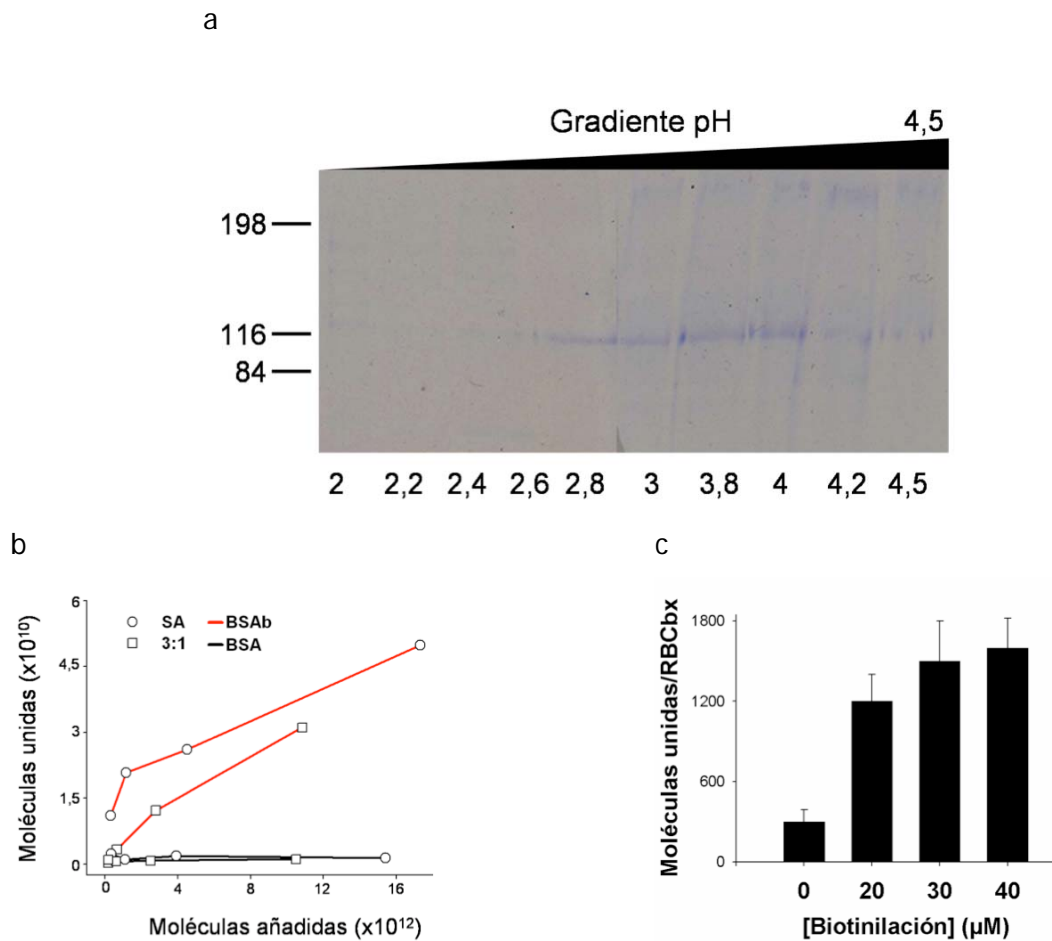 a
Gradiente pH 4,5
198
116
84
2 2,2 2,4 2,6 2,8 3 3,8 4 4,2 4,5
b
6
4,5
3
1,5
0
SA BSAb
3:1 BSA
0 4 8 12 16
Moléculas unidas (x10¹⁰)
Moléculas añadidas (x10¹²)
c
1800
1200
600
0
Moléculas unidas/RBCbx
0 20 30 40
[Biotinilación] (µM)